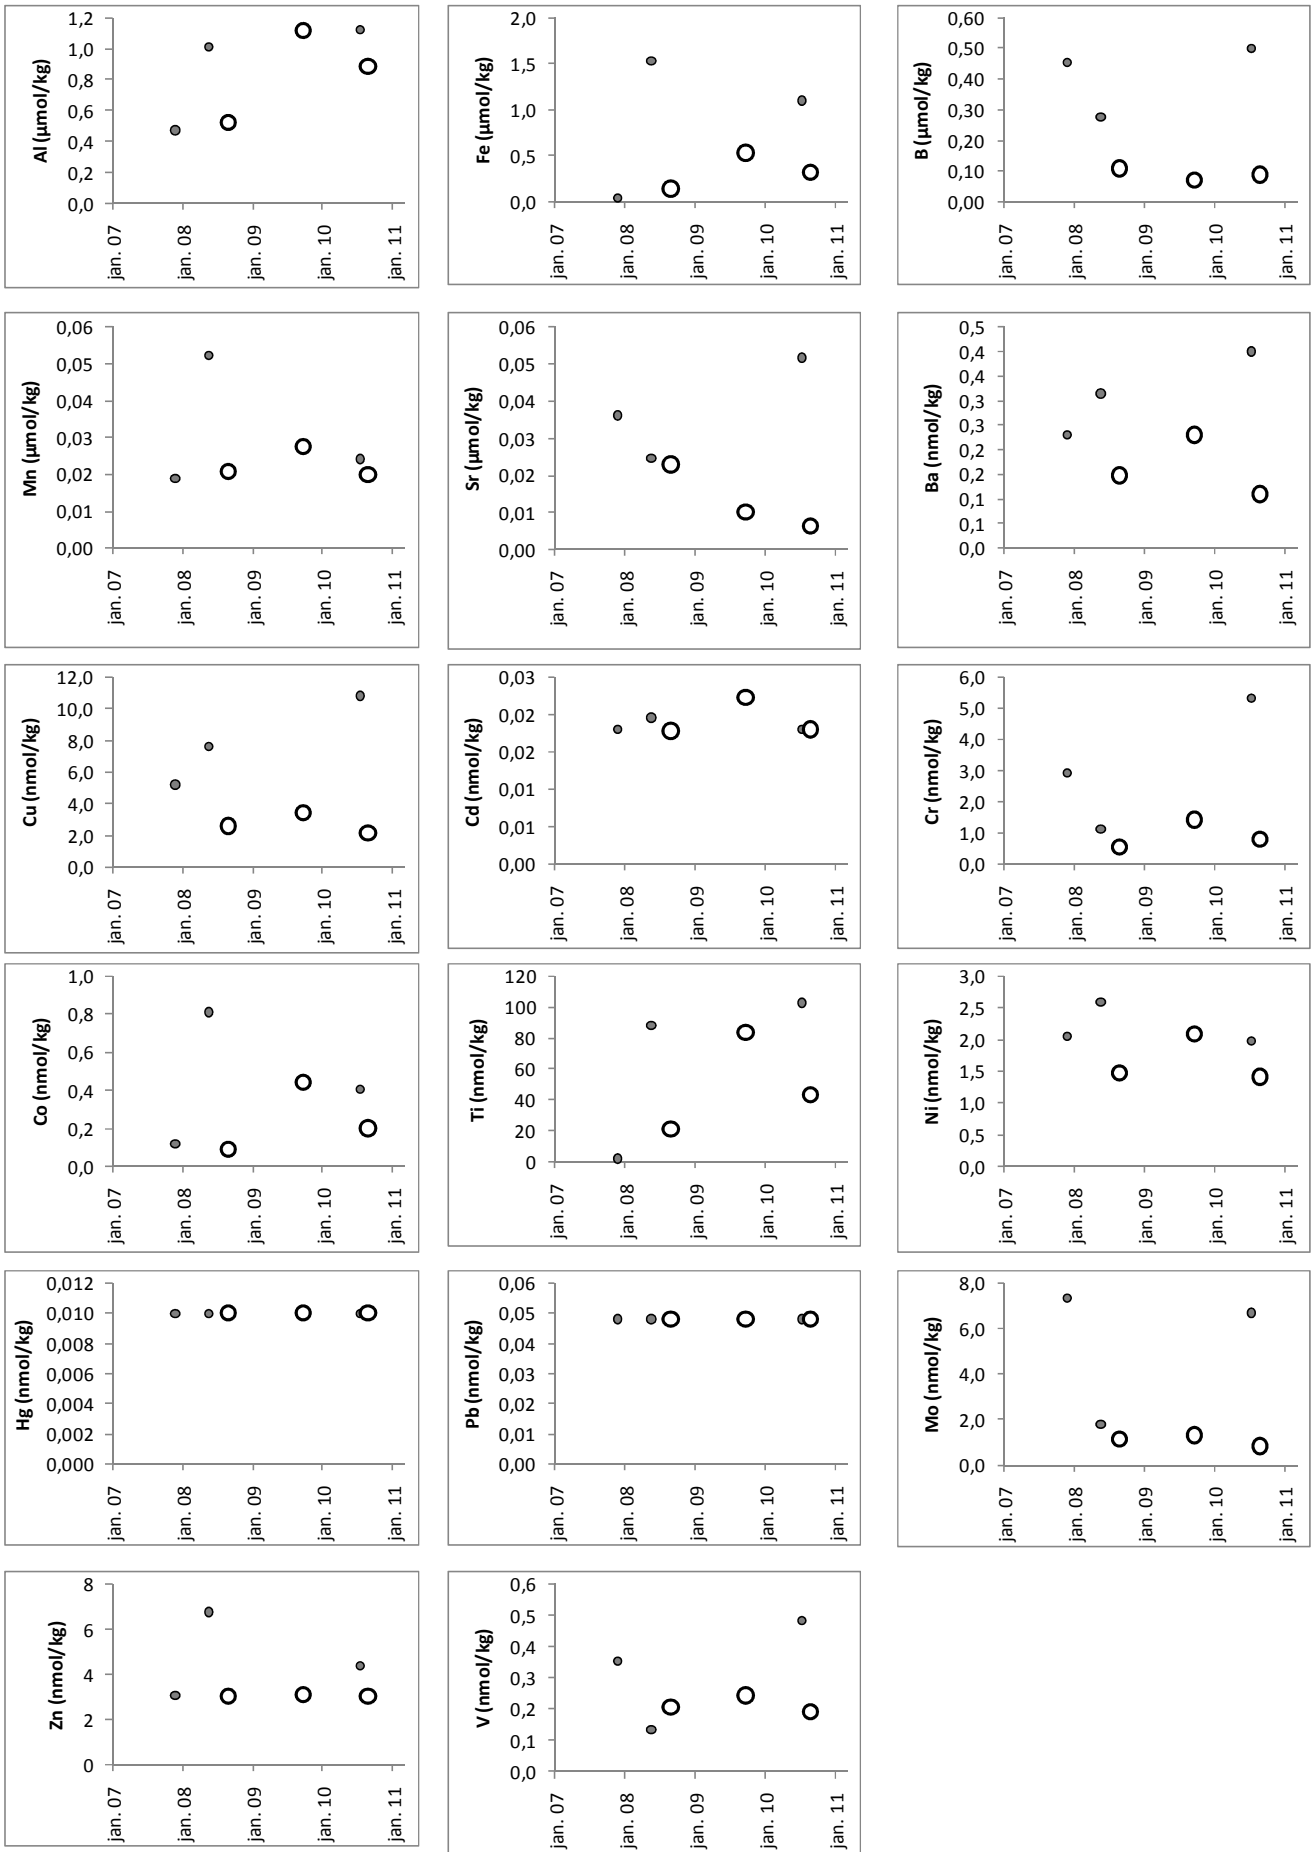 Al (µmol/kg)
1,2
1,0
0,8
0,6
0,4
0,2
0,0
jan. 07
jan. 08
jan. 09
jan. 10
jan. 11
Fe (µmol/kg)
2,0
1,5
1,0
0,5
0,0
jan. 07
jan. 08
jan. 09
jan. 10
jan. 11
B (µmol/kg)
0,60
0,50
0,40
0,30
0,20
0,10
0,00
jan. 07
jan. 08
jan. 09
jan. 10
jan. 11
Mn (µmol/kg)
0,06
0,05
0,04
0,03
0,02
0,01
0,00
jan. 07
jan. 08
jan. 09
jan. 10
jan. 11
Sr (µmol/kg)
0,06
0,05
0,04
0,03
0,02
0,01
0,00
jan. 07
jan. 08
jan. 09
jan. 10
jan. 11
Ba (nmol/kg)
0,5
0,4
0,4
0,3
0,3
0,2
0,2
0,1
0,1
0,0
jan. 07
jan. 08
jan. 09
jan. 10
jan. 11
Cu (nmol/kg)
12,0
10,0
8,0
6,0
4,0
2,0
0,0
jan. 07
jan. 08
jan. 09
jan. 10
jan. 11
Cd (nmol/kg)
0,03
0,02
0,02
0,01
0,01
0,00
jan. 07
jan. 08
jan. 09
jan. 10
jan. 11
Cr (nmol/kg)
6,0
5,0
4,0
3,0
2,0
1,0
0,0
jan. 07
jan. 08
jan. 09
jan. 10
jan. 11
Co (nmol/kg)
1,0
0,8
0,6
0,4
0,2
0,0
jan. 07
jan. 08
jan. 09
jan. 10
jan. 11
Ti (nmol/kg)
120
100
80
60
40
20
0
jan. 07
jan. 08
jan. 09
jan. 10
jan. 11
Ni (nmol/kg)
3,0
2,5
2,0
1,5
1,0
0,5
0,0
jan. 07
jan. 08
jan. 09
jan. 10
jan. 11
Hg (nmol/kg)
0,012
0,010
0,008
0,006
0,004
0,002
0,000
jan. 07
jan. 08
jan. 09
jan. 10
jan. 11
Pb (nmol/kg)
0,06
0,05
0,04
0,03
0,02
0,01
0,00
jan. 07
jan. 08
jan. 09
jan. 10
jan. 11
Mo (nmol/kg)
8,0
6,0
4,0
2,0
0,0
jan. 07
jan. 08
jan. 09
jan. 10
jan. 11
Zn (nmol/kg)
8
6
4
2
0
jan. 07
jan. 08
jan. 09
jan. 10
jan. 11
V (nmol/kg)
0,6
0,5
0,4
0,3
0,2
0,1
0,0
jan. 07
jan. 08
jan. 09
jan. 10
jan. 11